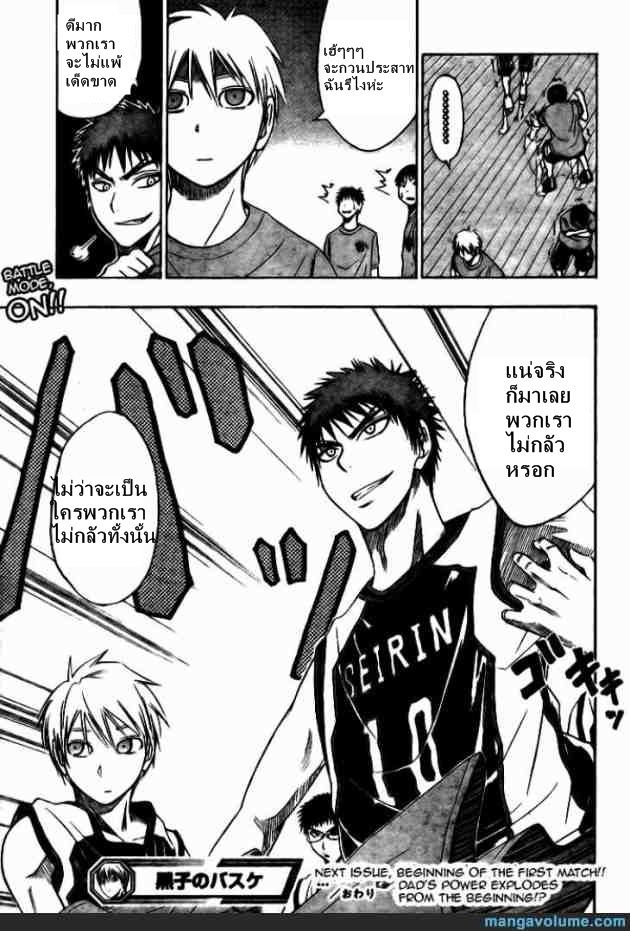 เฮ้ๆๆๆ
จะกวนประสาท
ฉันรึไงห่ะ
ดีมาก
พวกเรา
จะไม่แพ้
เด็ดขาด
BATTLE
MODE,
ON!!
แน่จริง
ก็มาเลย
พวกเรา
ไม่กลัว
หรอก
ไม่ว่าจะเป็น
ใครพวกเรา
ไม่กลัวทั้งนั้น
SEIRIN
10
ゴキキッ
黒子のバスケ
...／おわり
NEXT ISSUE, BEGINNING OF THE FIRST MATCH!!
DAD'S POWER EXPLODES
FROM THE BEGINNING!?
mangavolume.com